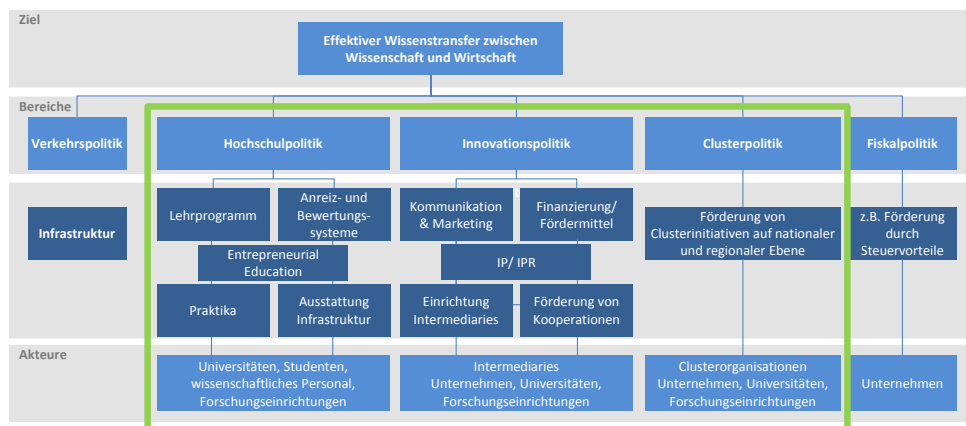 Ziel
Effektiver Wissenstransfer zwischen
Wissenschaft und Wirtschaft
Bereiche
Verkehrspolitik
Hochschulpolitik
Innovationspolitik
Clusterpolitik
Fiskalpolitik
Infrastruktur
Lehrprogramm
Anreiz- und
Bewertungs-
systeme
Entrepreneurial
Education
Praktika
Ausstattung
Infrastruktur
Kommunikation
& Marketing
Finanzierung/
Fördermittel
IP/ IPR
Einrichtung
Intermediaries
Förderung von
Kooperationen
Förderung von
Clusterinitiativen auf nationaler
und regionaler Ebene
z.B. Förderung
durch
Steuervorteile
Akteure
Universitäten, Studenten,
wissenschaftliches Personal,
Forschungseinrichtungen
Intermediaries
Unternehmen, Universitäten,
Forschungseinrichtungen
Clusterorganisationen
Unternehmen, Universitäten,
Forschungseinrichtungen
Unternehmen